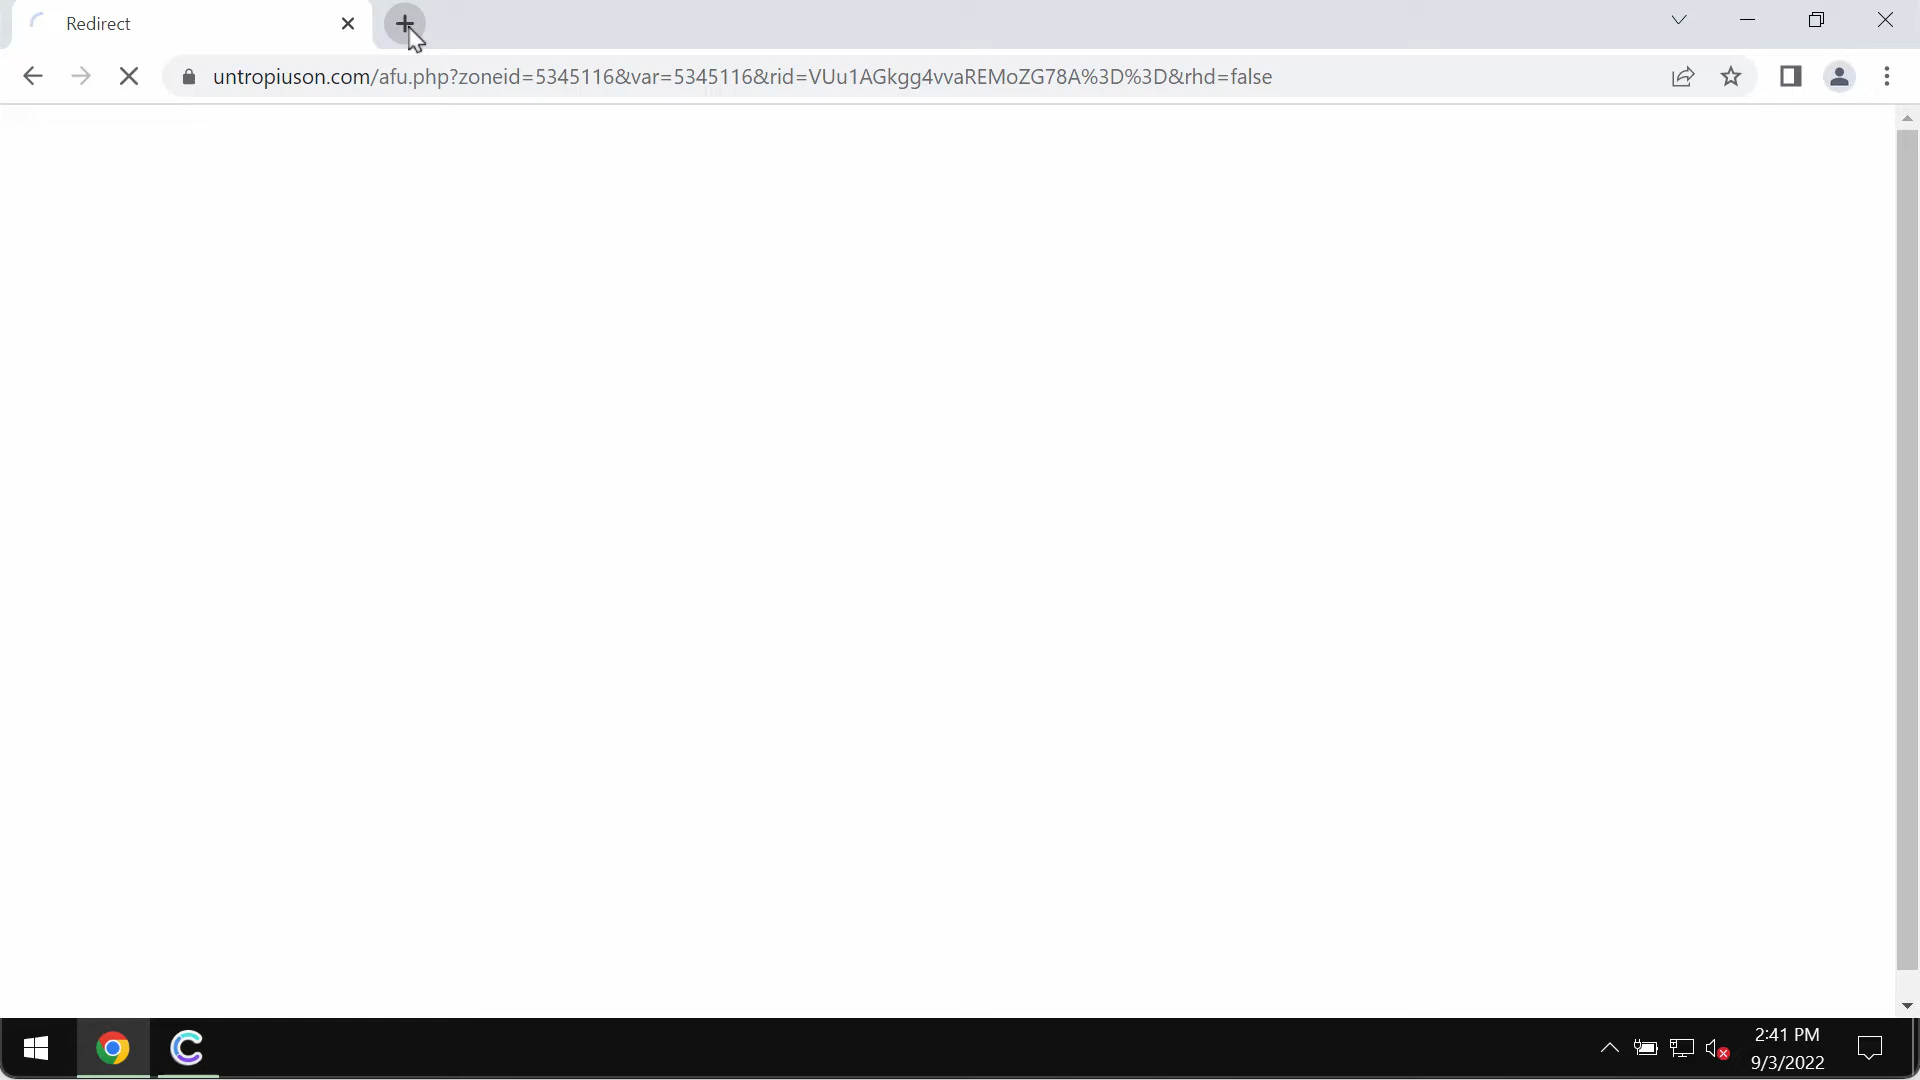 Redirect
untropiuson.com/afu.php?zoneid=5345116&var=5345116&rid=VUu1AGkgg4vvaREMoZG78A%3D%3D&rhd=false
2:41 PM
9/3/2022